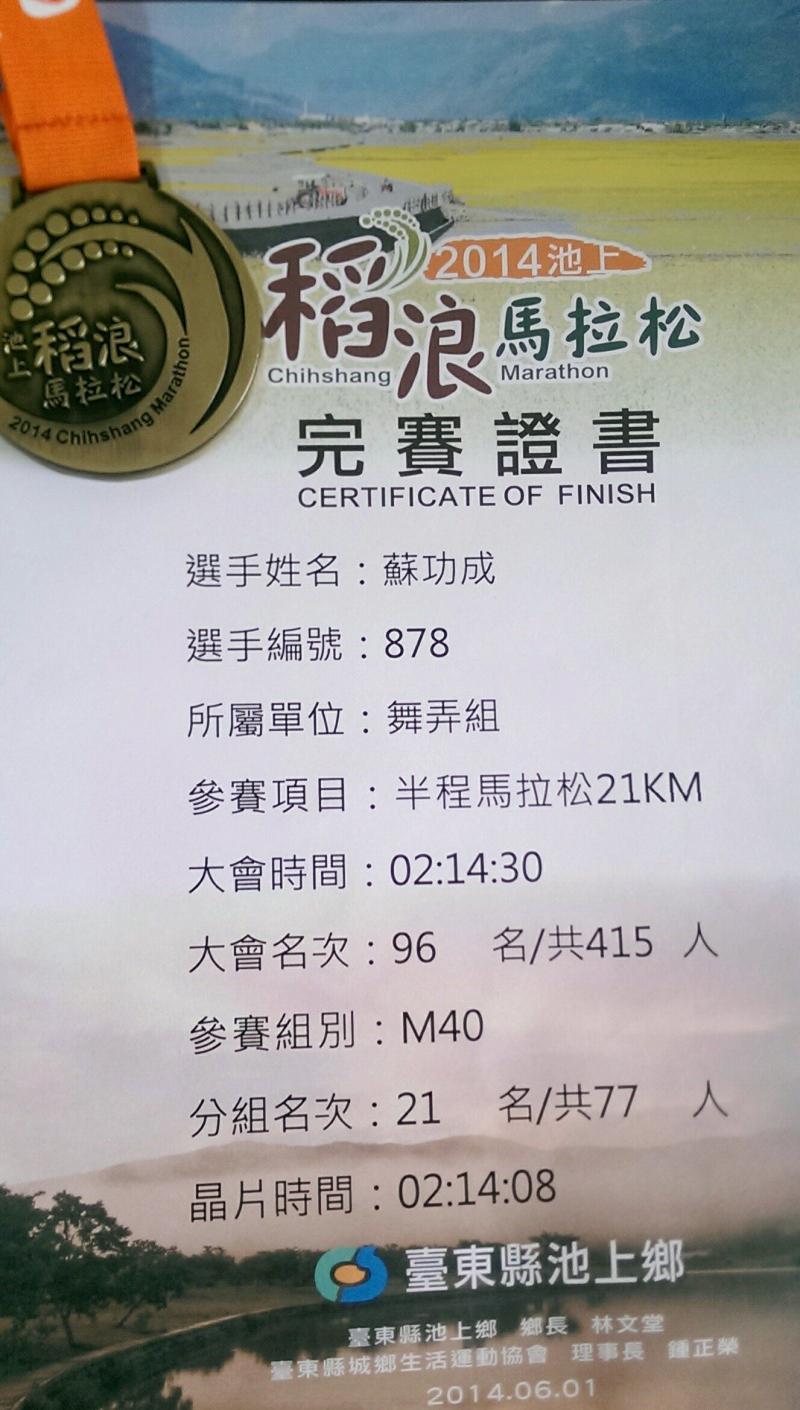 2014池上
稻浪馬拉松
Chihshang Marathon
完賽證書
CERTIFICATE OF FINISH
池上
稻浪
馬拉松
2014 Chihshang Marathon
選手姓名：蘇功成
選手編號：878
所屬單位：舞弄組
參賽項目：半程馬拉松21KM
大會時間：02:14:30
大會名次：96 名/共415 人
參賽組別：M40
分組名次：21 名/共77 人
晶片時間：02:14:08
臺東縣池上鄉
臺東縣池上鄉 鄉長 林文堂
臺東縣城鄉生活運動協會 理事長 鍾正榮
2014.06.01